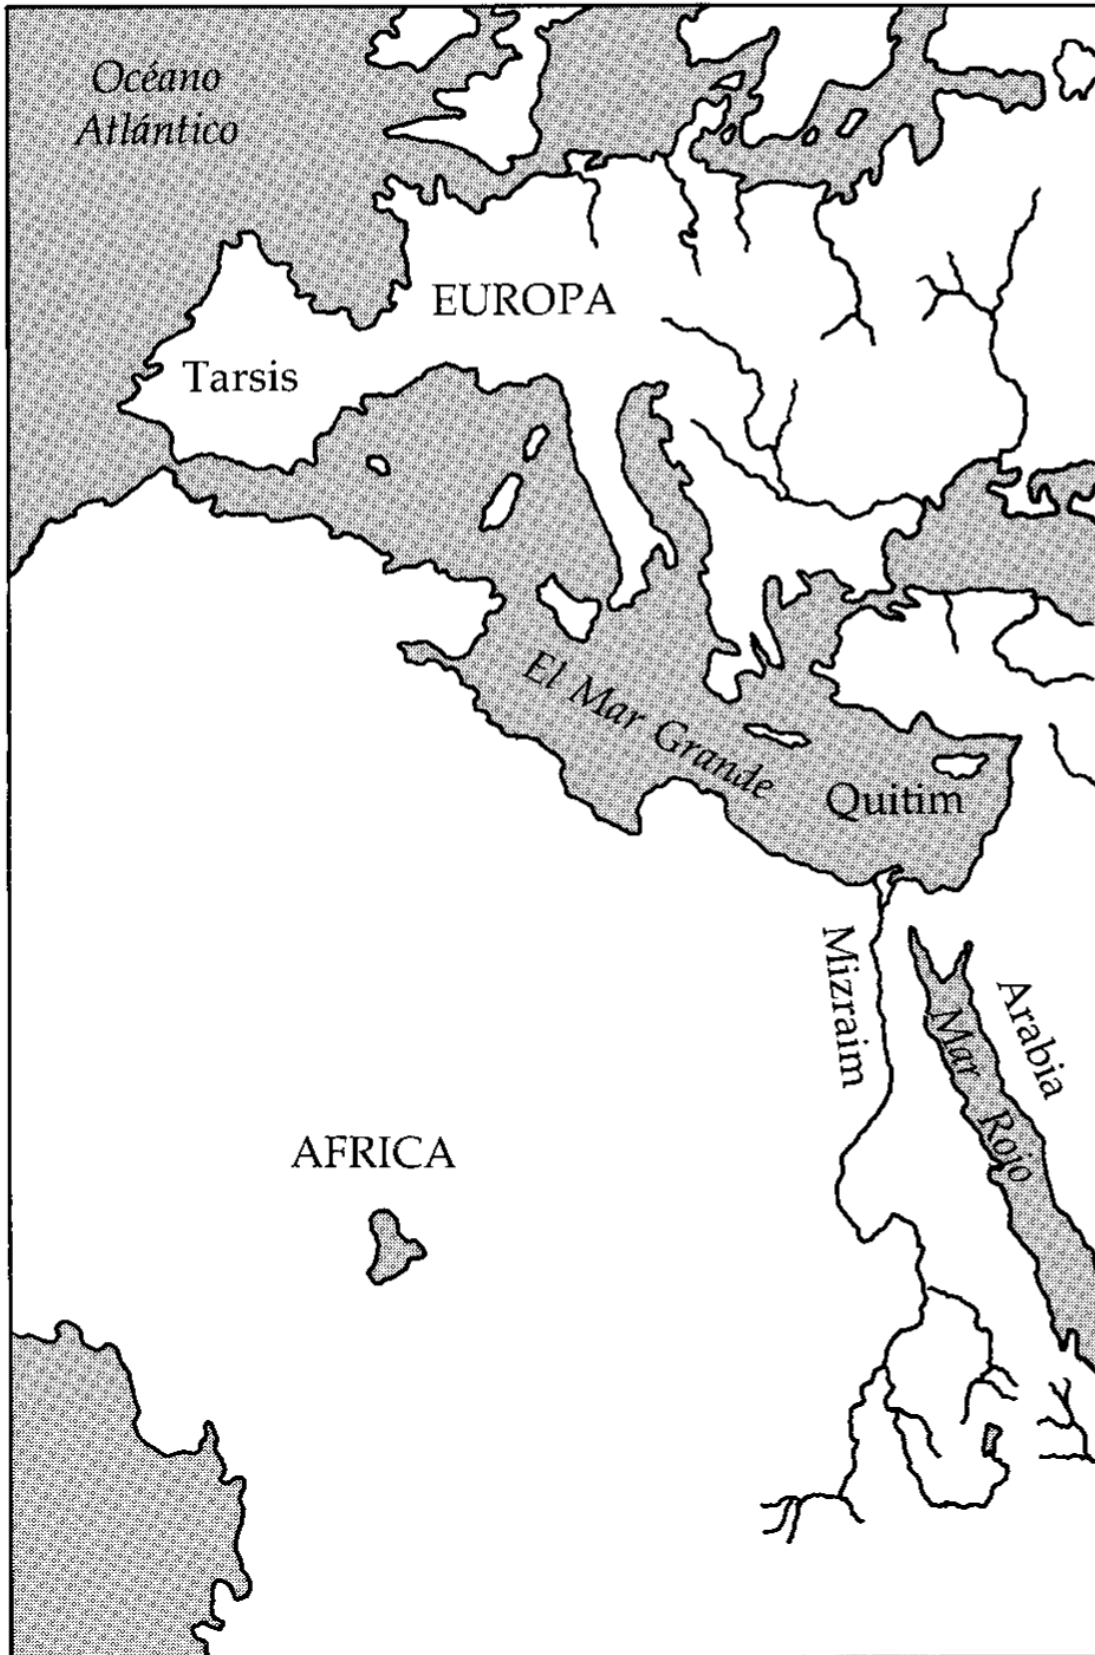 Océano
Atlántico
EUROPA
Tarsis
El Mar Grande
Quitim
Mizraim
Arabia
Mar Rojo
AFRICA